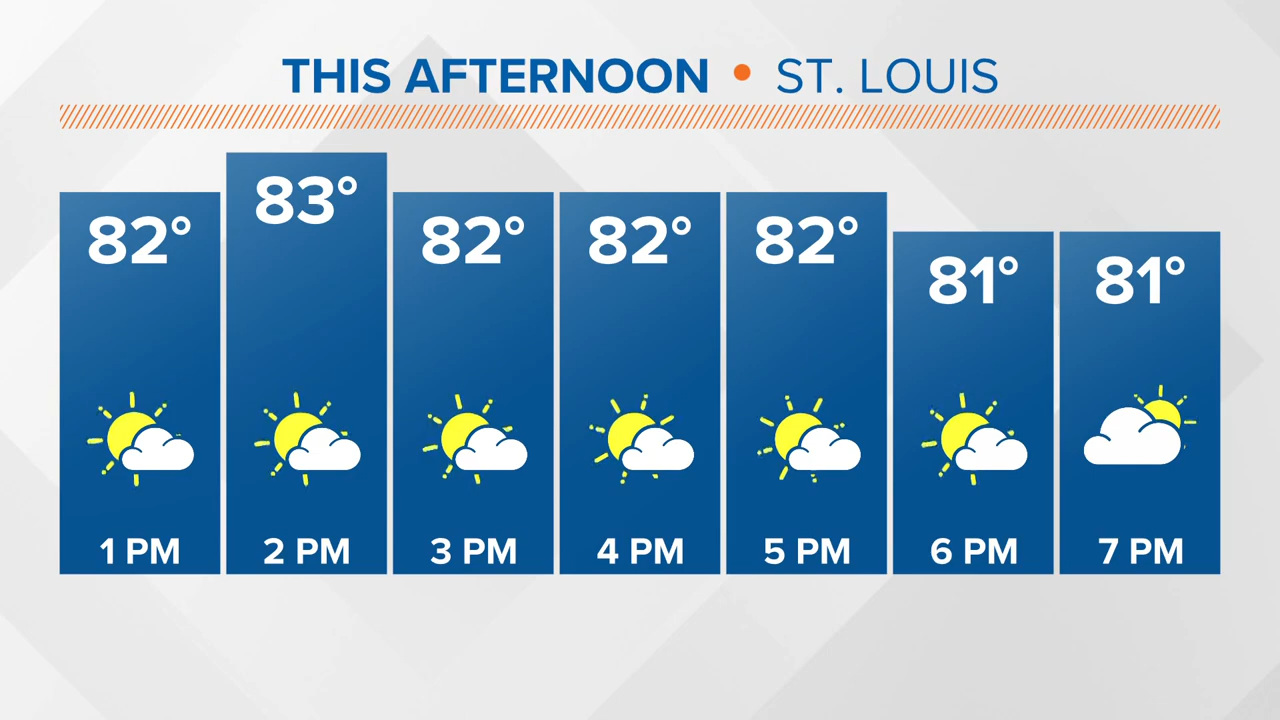 THIS AFTERNOON • ST. LOUIS
82° 83° 82° 82° 82° 81° 81°
1 PM 2 PM 3 PM 4 PM 5 PM 6 PM 7 PM